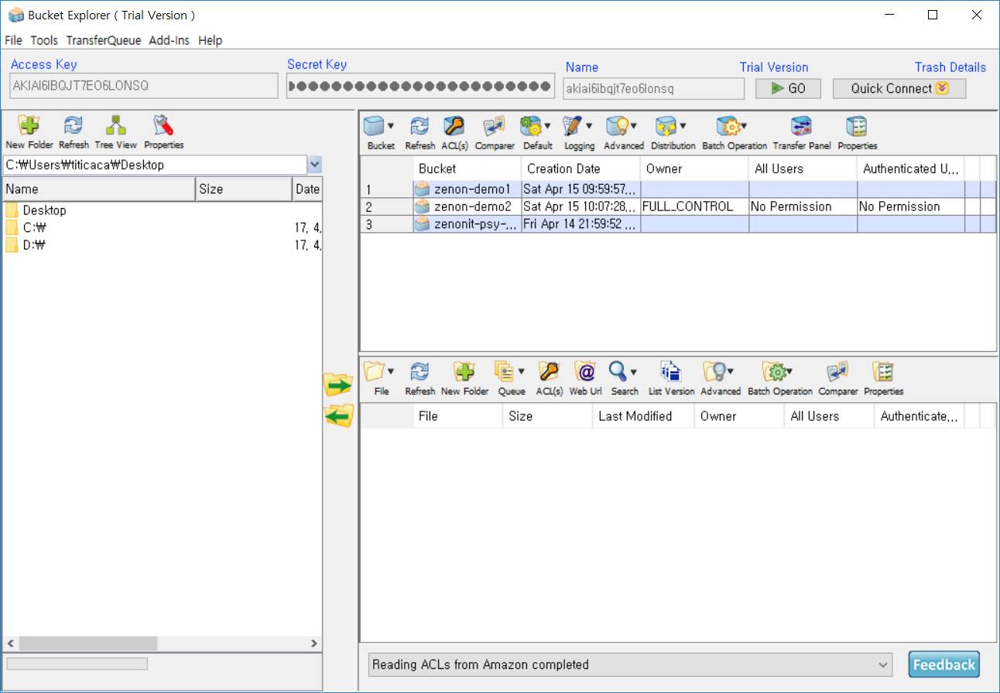 Bucket Explorer ( Trial Version )
File Tools TransferQueue Add-Ins Help
Access Key Secret Key Name Trial Version Trash Details
AKIAI6IBQJT7EO6LONSQ akiai6ibqjt7eo6lonsq GO Quick Connect
New Folder Refresh Tree View Properties
C:₩Users₩titicaca₩Desktop
Name Size Date
Desktop
C:₩ 17, 4,
D:₩ 17, 4,
Bucket Refresh ACL(s) Comparer Default Logging Advanced Distribution Batch Operation Transfer Panel Properties
Bucket Creation Date Owner All Users Authenticated U...
1 zenon-demo1 Sat Apr 15 09:59:57...
2 zenon-demo2 Sat Apr 15 10:07:28... FULL_CONTROL No Permission No Permission
3 zenonit-psy-... Fri Apr 14 21:59:52 ...
File Refresh New Folder Queue ACL(s) Web Url Search List Version Advanced Batch Operation Comparer Properties
File Size Last Modified Owner All Users Authenticate...
Reading ACLs from Amazon completed
Feedback